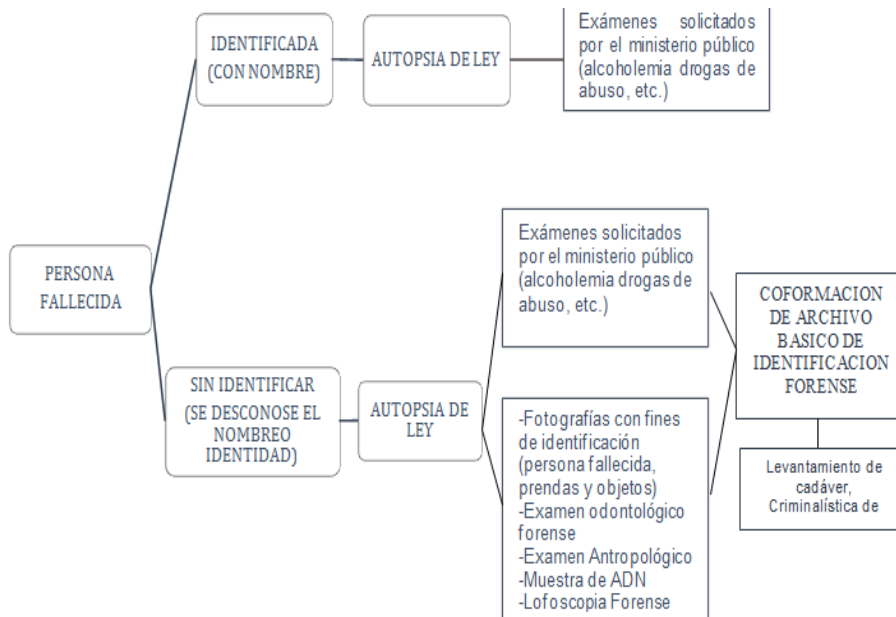 IDENTIFICADA
(CON NOMBRE)
AUTOPSIA DE LEY
Exámenes solicitados
por el ministerio público
(alcoholemia drogas de
abuso, etc.)
PERSONA
FALLECIDA
SIN IDENTIFICAR
(SE DESCONOSE EL
NOMBREO
IDENTIDAD)
AUTOPSIA DE
LEY
Exámenes solicitados
por el ministerio público
(alcoholemia drogas de
abuso, etc.)
-Fotografías con fines
de identificación
(persona fallecida,
prendas y objetos)
-Examen odontológico
forense
-Examen Antropológico
-Muestra de ADN
-Lofoscopia Forense
COFORMACION
DE ARCHIVO
BASICO DE
IDENTIFICACION
FORENSE
Levantamiento de
cadáver,
Criminalística de